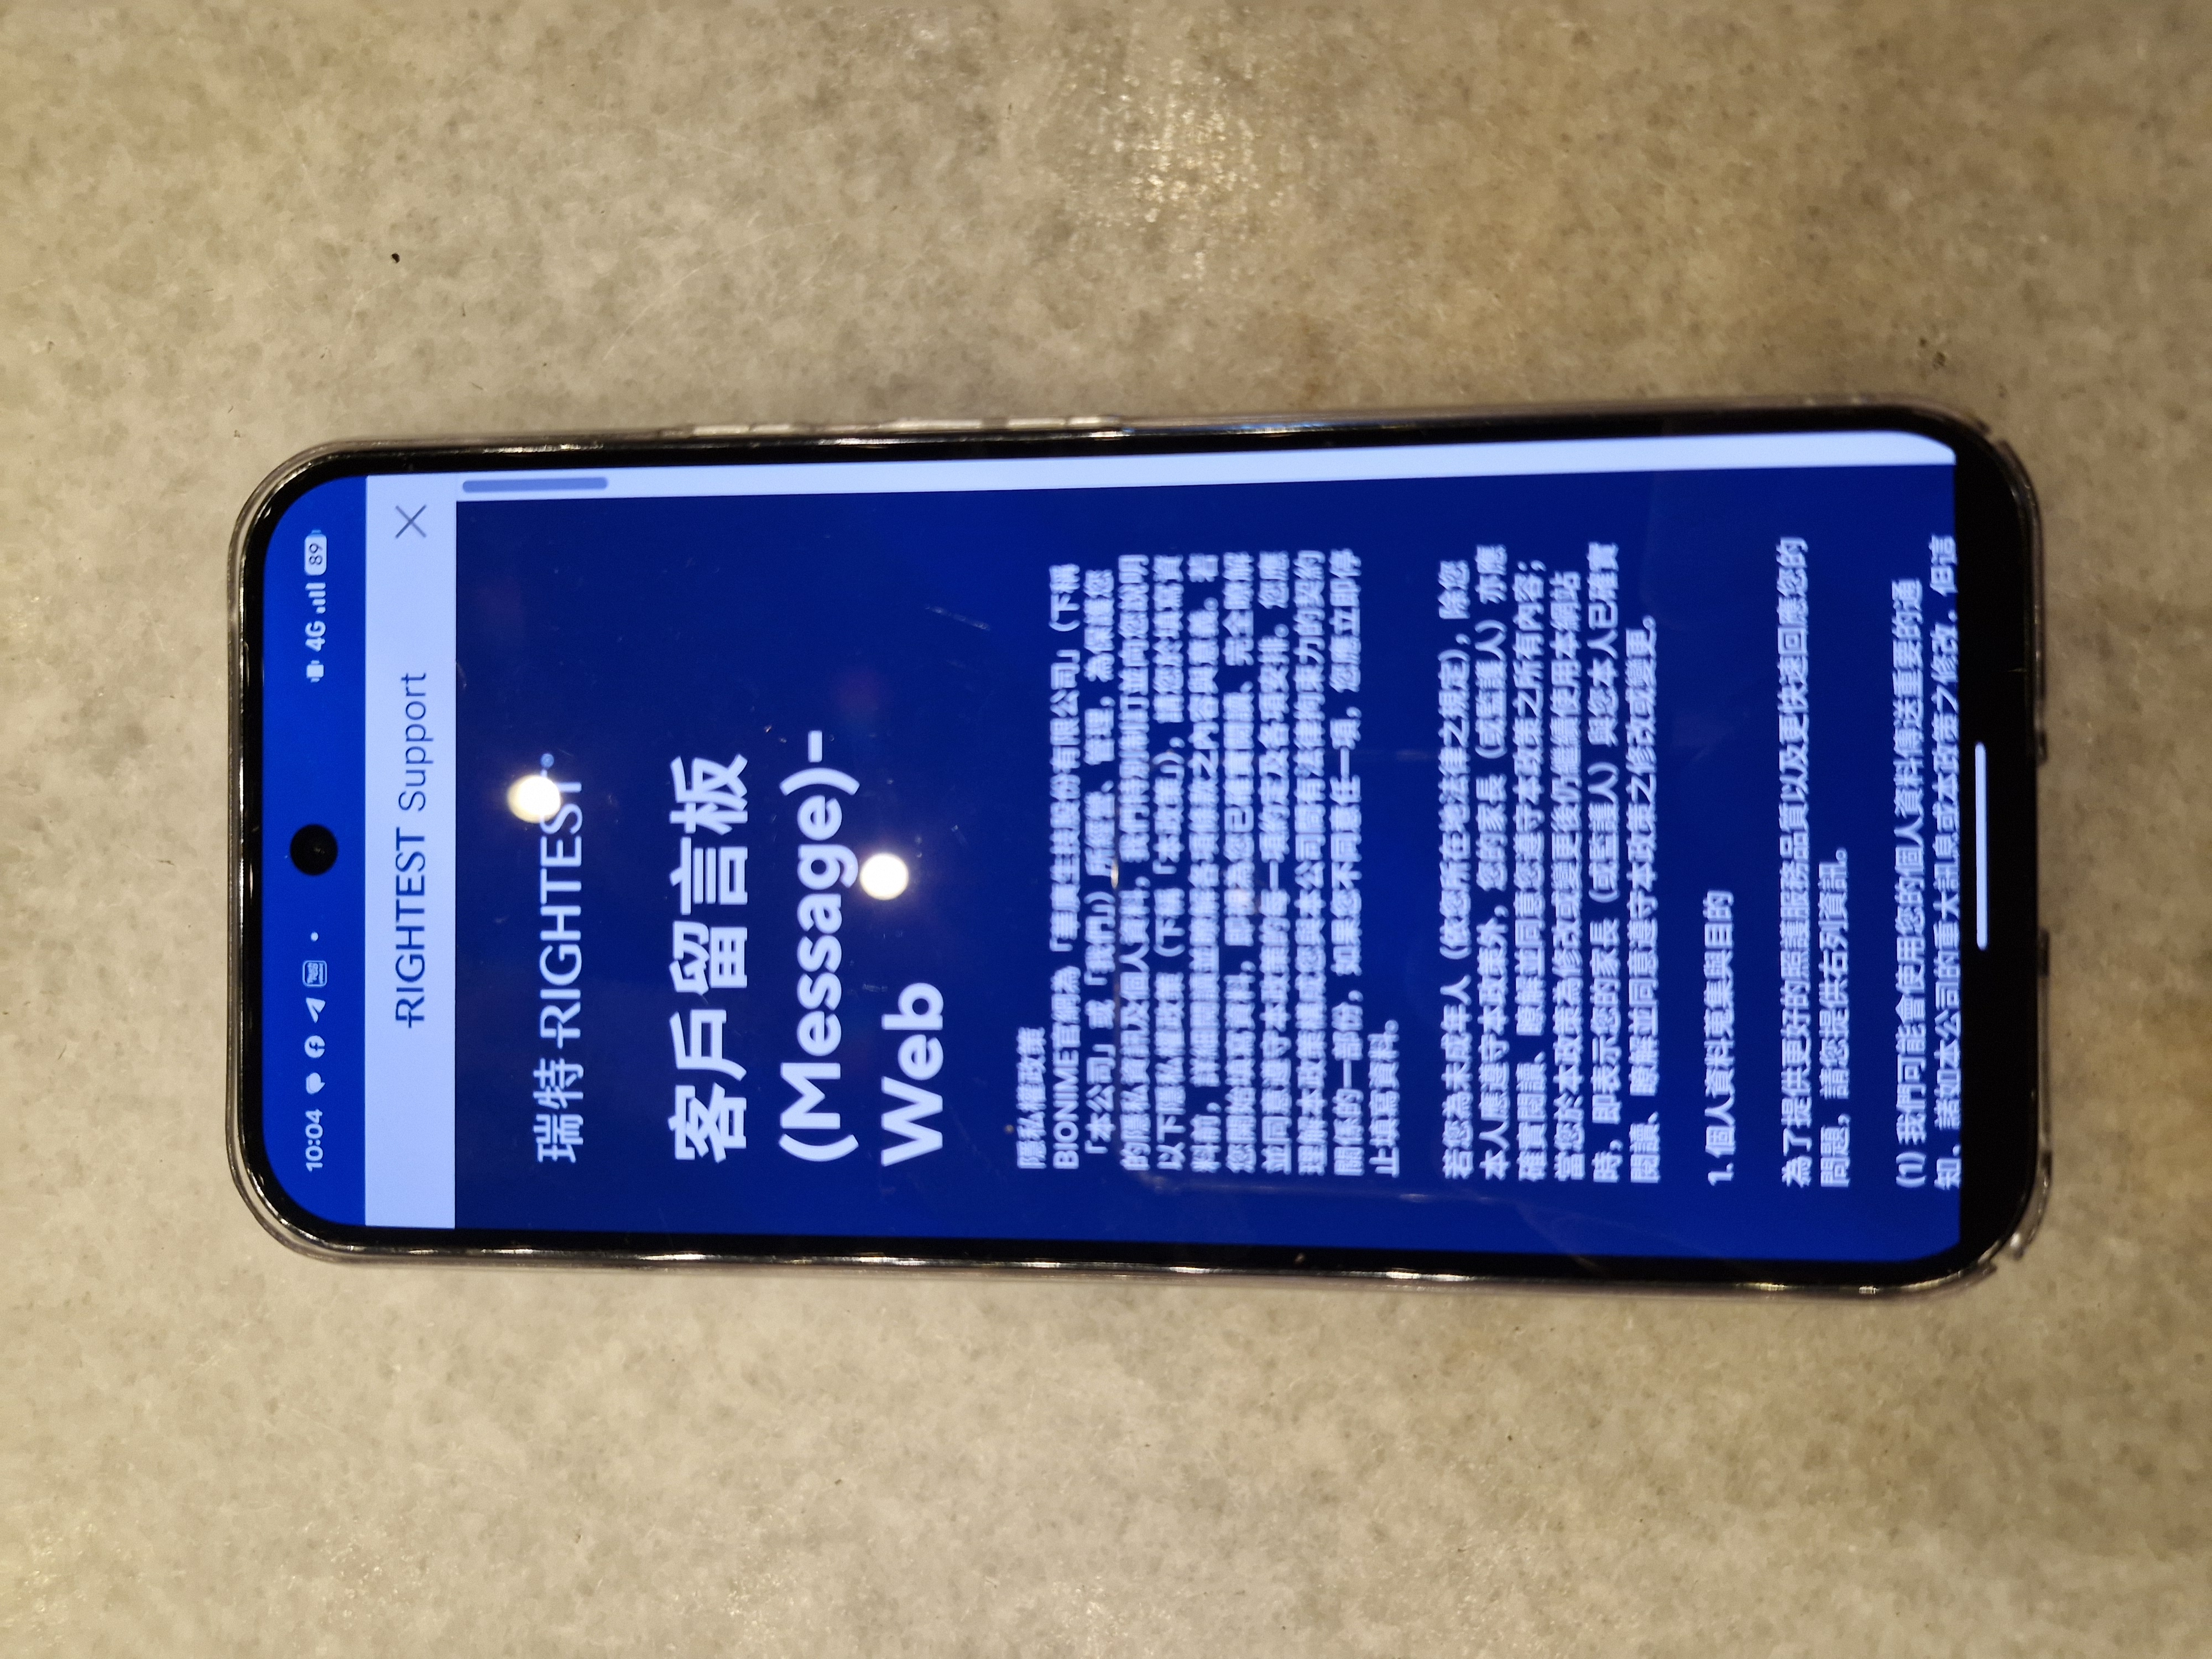 10:04
4G
89
RIGHTEST Support
瑞特 RIGHTEST
客戶留言板
(Message)-
Web
隱私權政策
BIONIME官網為「華廣生技股份有限公司」（下稱
「本公司」或「我們」）所經營、管理，為保護您
的隱私資訊及個人資料，我們特別制訂並向您說明
以下隱私權政策（下稱「本政策」），請您於填寫資
料前，詳細閱讀並瞭解各項條款之內容與意義。若
您開始填寫資料，即視為您已確實閱讀、完全瞭解
並同意遵守本政策的每一項約定及各項安排。您應
理解本政策構成您與本公司間有法律拘束力的契約
關係的一部份，如果您不同意任一項，您應立即停
止填寫資料。
若您為未成年人（依您所在地法律之規定），除您
本人應遵守本政策外，您的家長（或監護人）亦應
確實閱讀、瞭解並同意您遵守本政策之所有內容；
當您於本政策為修改或變更後仍繼續使用本網站
時，即表示您的家長（或監護人）與您本人已確實
閱讀、瞭解並同意遵守本政策之修改或變更。
1. 個人資料蒐集與目的
為了提供更好的照護服務品質以及更快速回應您的
問題，請您提供右列資訊。
(1) 我們可能會使用您的個人資料傳送重要的通
知、諸如本公司的重大訊息或本政策之修改，但這